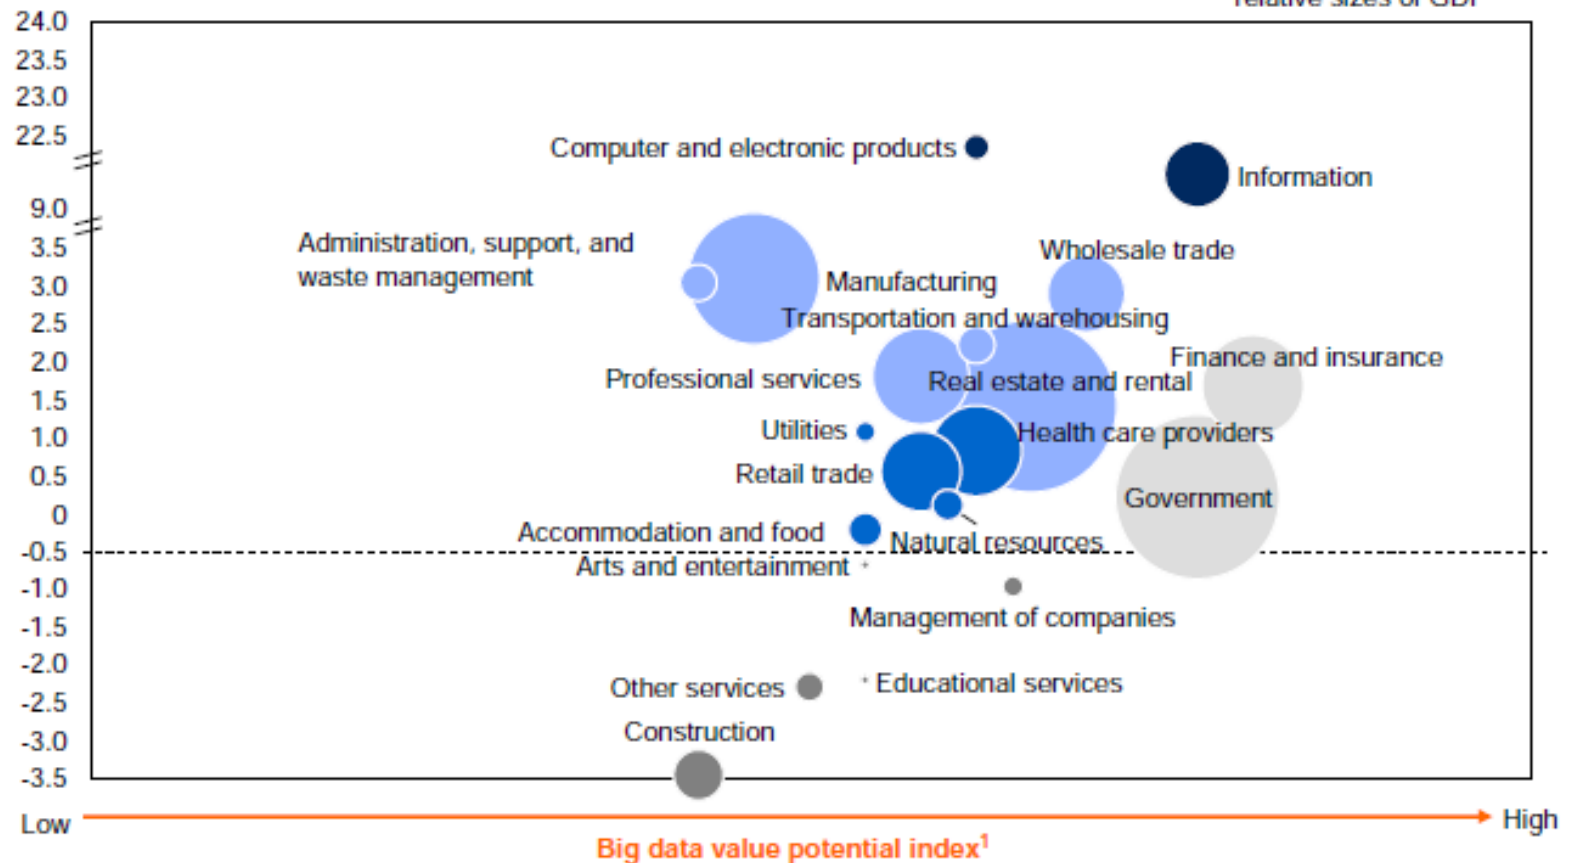 relative sizes of GDP
24.0
23.5
23.0
22.5
9.0
3.5
3.0
2.5
2.0
1.5
1.0
0.5
0
-0.5
-1.0
-1.5
-2.0
-2.5
-3.0
-3.5
Computer and electronic products
Information
Administration, support, and
waste management
Wholesale trade
Manufacturing
Transportation and warehousing
Finance and insurance
Professional services
Real estate and rental
Utilities
Health care providers
Retail trade
Government
Accommodation and food
Natural resources
Arts and entertainment
Management of companies
Other services
Educational services
Construction
Low
High
Big data value potential index1